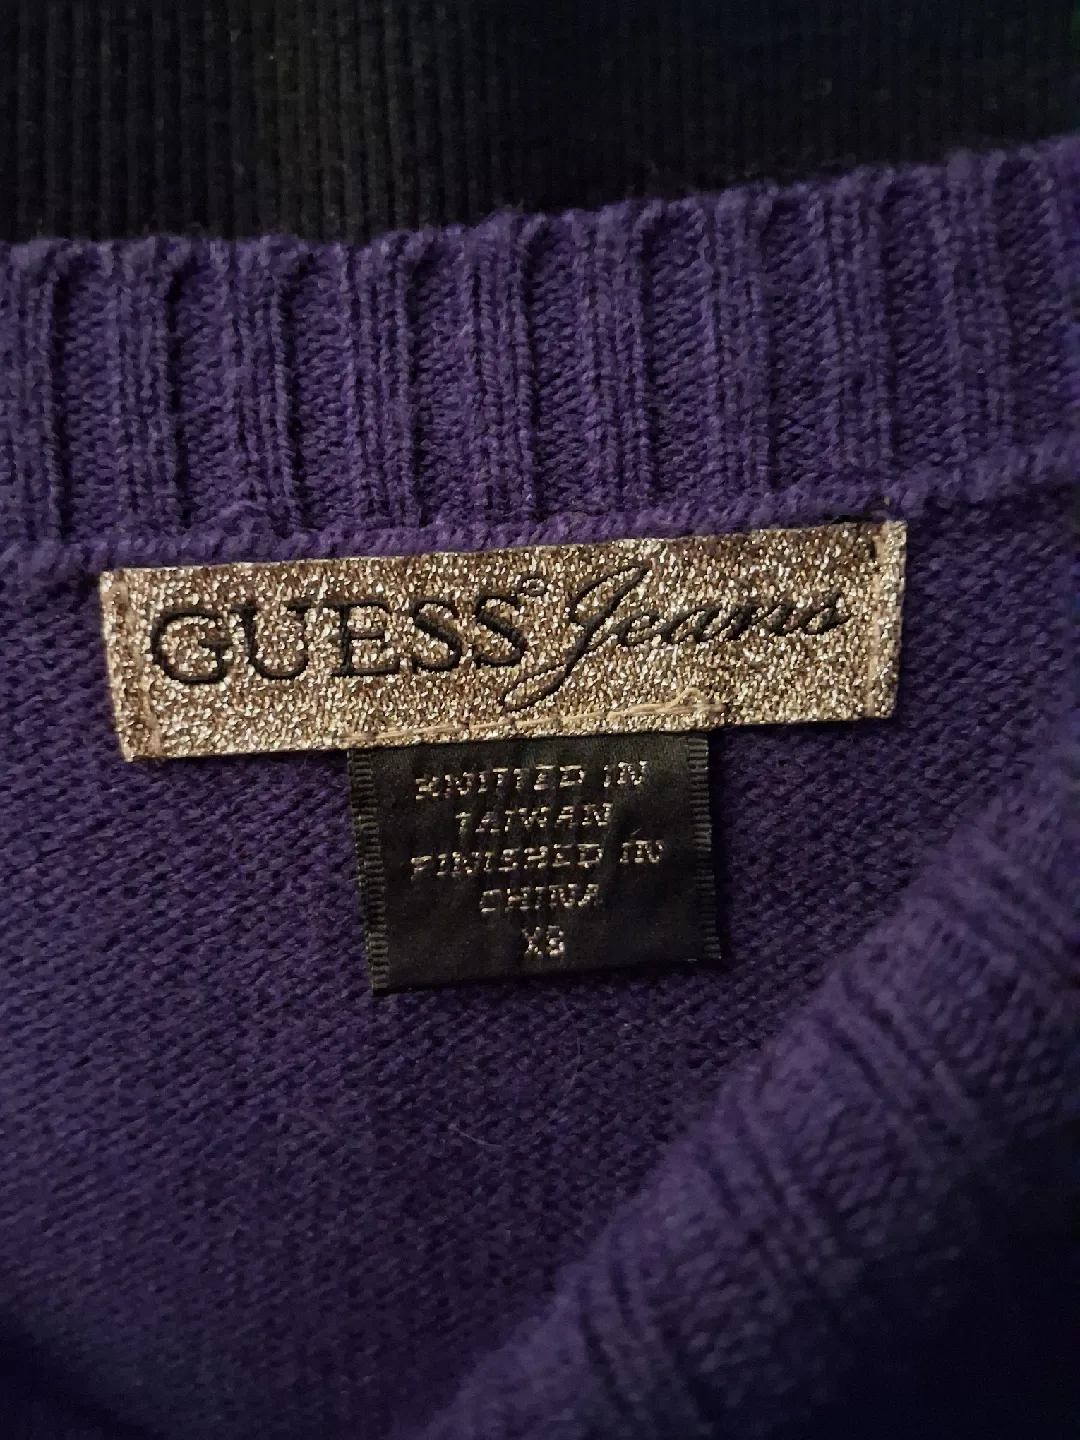 GUESS® Jeans
KNITTED IN
TAIWAN
FINISHED IN
CHINA
XS